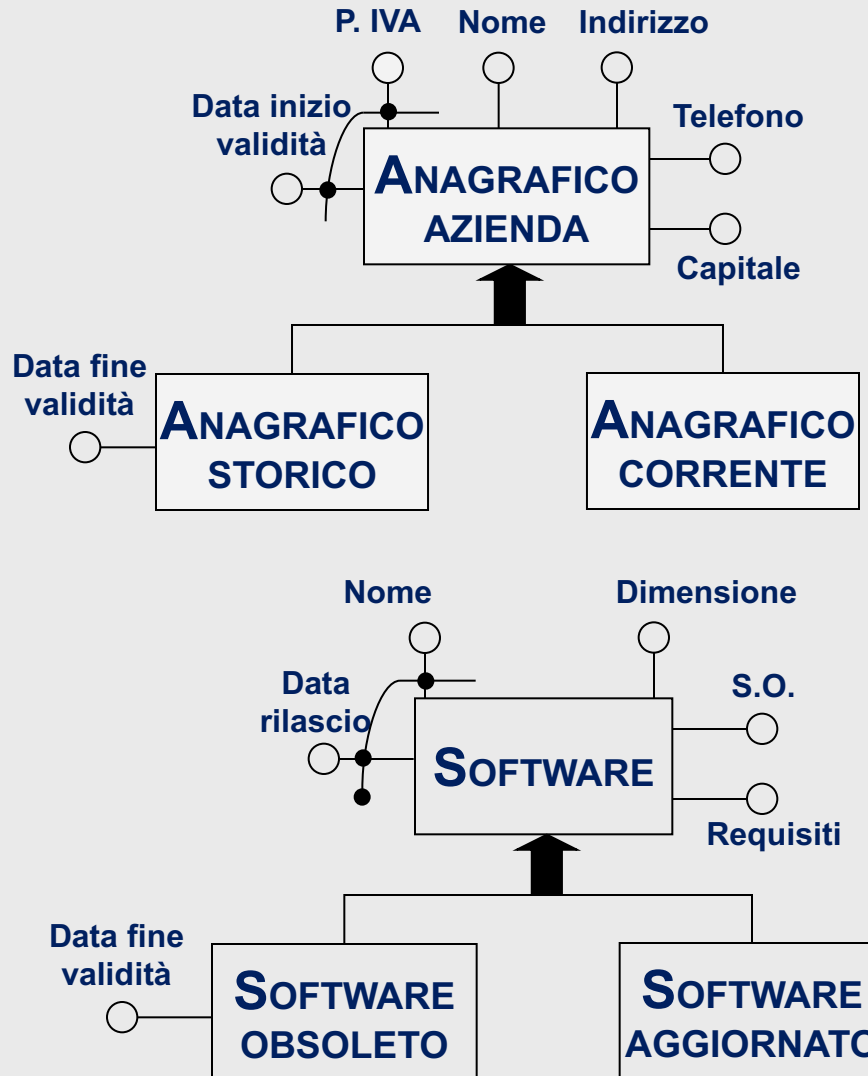 P. IVA Nome Indirizzo
Data inizio
validità
Telefono
ANAGRAFICO
AZIENDA
Capitale
Data fine
validità
ANAGRAFICO
STORICO
ANAGRAFICO
CORRENTE
Nome Dimensione
Data
rilascio
S.O.
SOFTWARE
Requisiti
Data fine
validità
SOFTWARE
OBSOLETO
SOFTWARE
AGGIORNATO